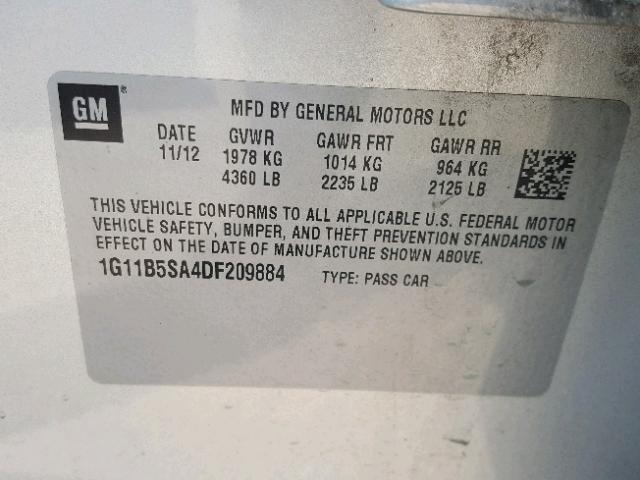 GM®
MFD BY GENERAL MOTORS LLC
DATE GVWR GAWR FRT GAWR RR
11/12 1978 KG 1014 KG 964 KG
4360 LB 2235 LB 2125 LB
THIS VEHICLE CONFORMS TO ALL APPLICABLE U.S. FEDERAL MOTOR
VEHICLE SAFETY, BUMPER, AND THEFT PREVENTION STANDARDS IN
EFFECT ON THE DATE OF MANUFACTURE SHOWN ABOVE.
1G11B5SA4DF209884 TYPE: PASS CAR